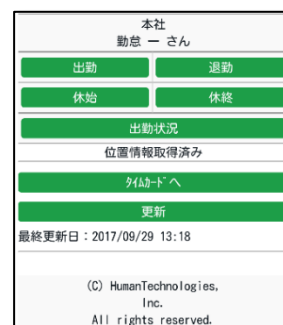 本社
勤怠 一 さん
出勤 退勤
休始 休終
出勤状況
位置情報取得済み
ﾀｲﾑｶｰﾄﾞへ
更新
最終更新日：2017/09/29 13:18
(C) HumanTechnologies,
Inc.
All rights reserved.